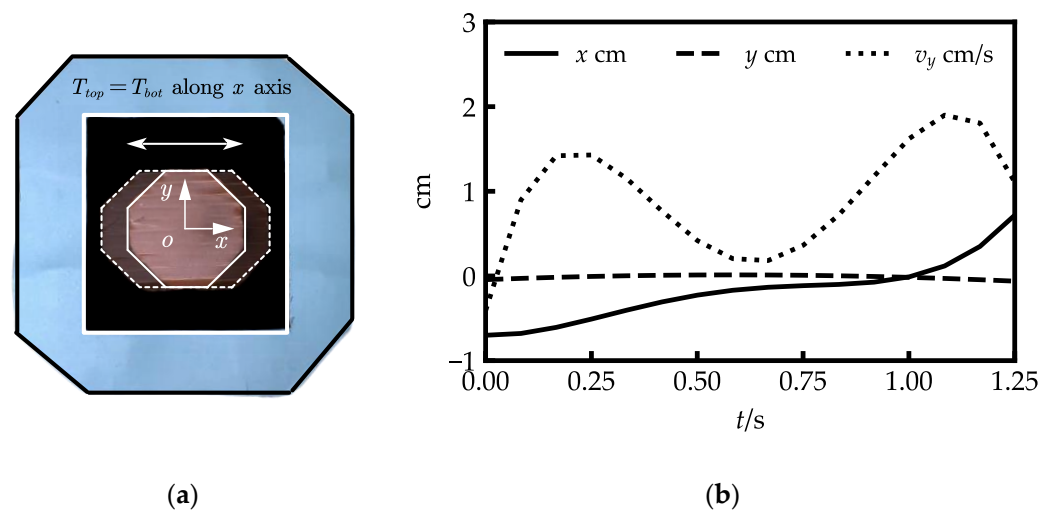 T_top = T_bot along x axis
y
o
x
(a)
3
2
1
0
−1
cm
x cm
y cm
v_y cm/s
0.00
0.25
0.50
0.75
1.00
1.25
t/s
(b)